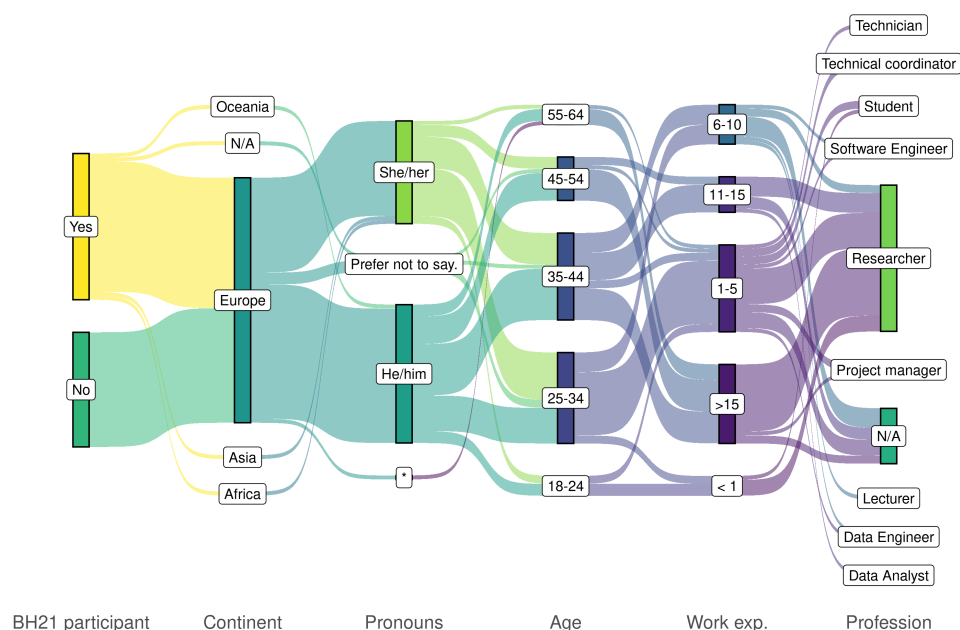 Yes
No
Oceania
N/A
Europe
Asia
Africa
She/her
Prefer not to say.
He/him
*
55-64
45-54
35-44
25-34
18-24
6-10
11-15
1-5
>15
< 1
Technician
Technical coordinator
Student
Software Engineer
Researcher
Project manager
N/A
Lecturer
Data Engineer
Data Analyst
BH21 participant
Continent
Pronouns
Age
Work exp.
Profession